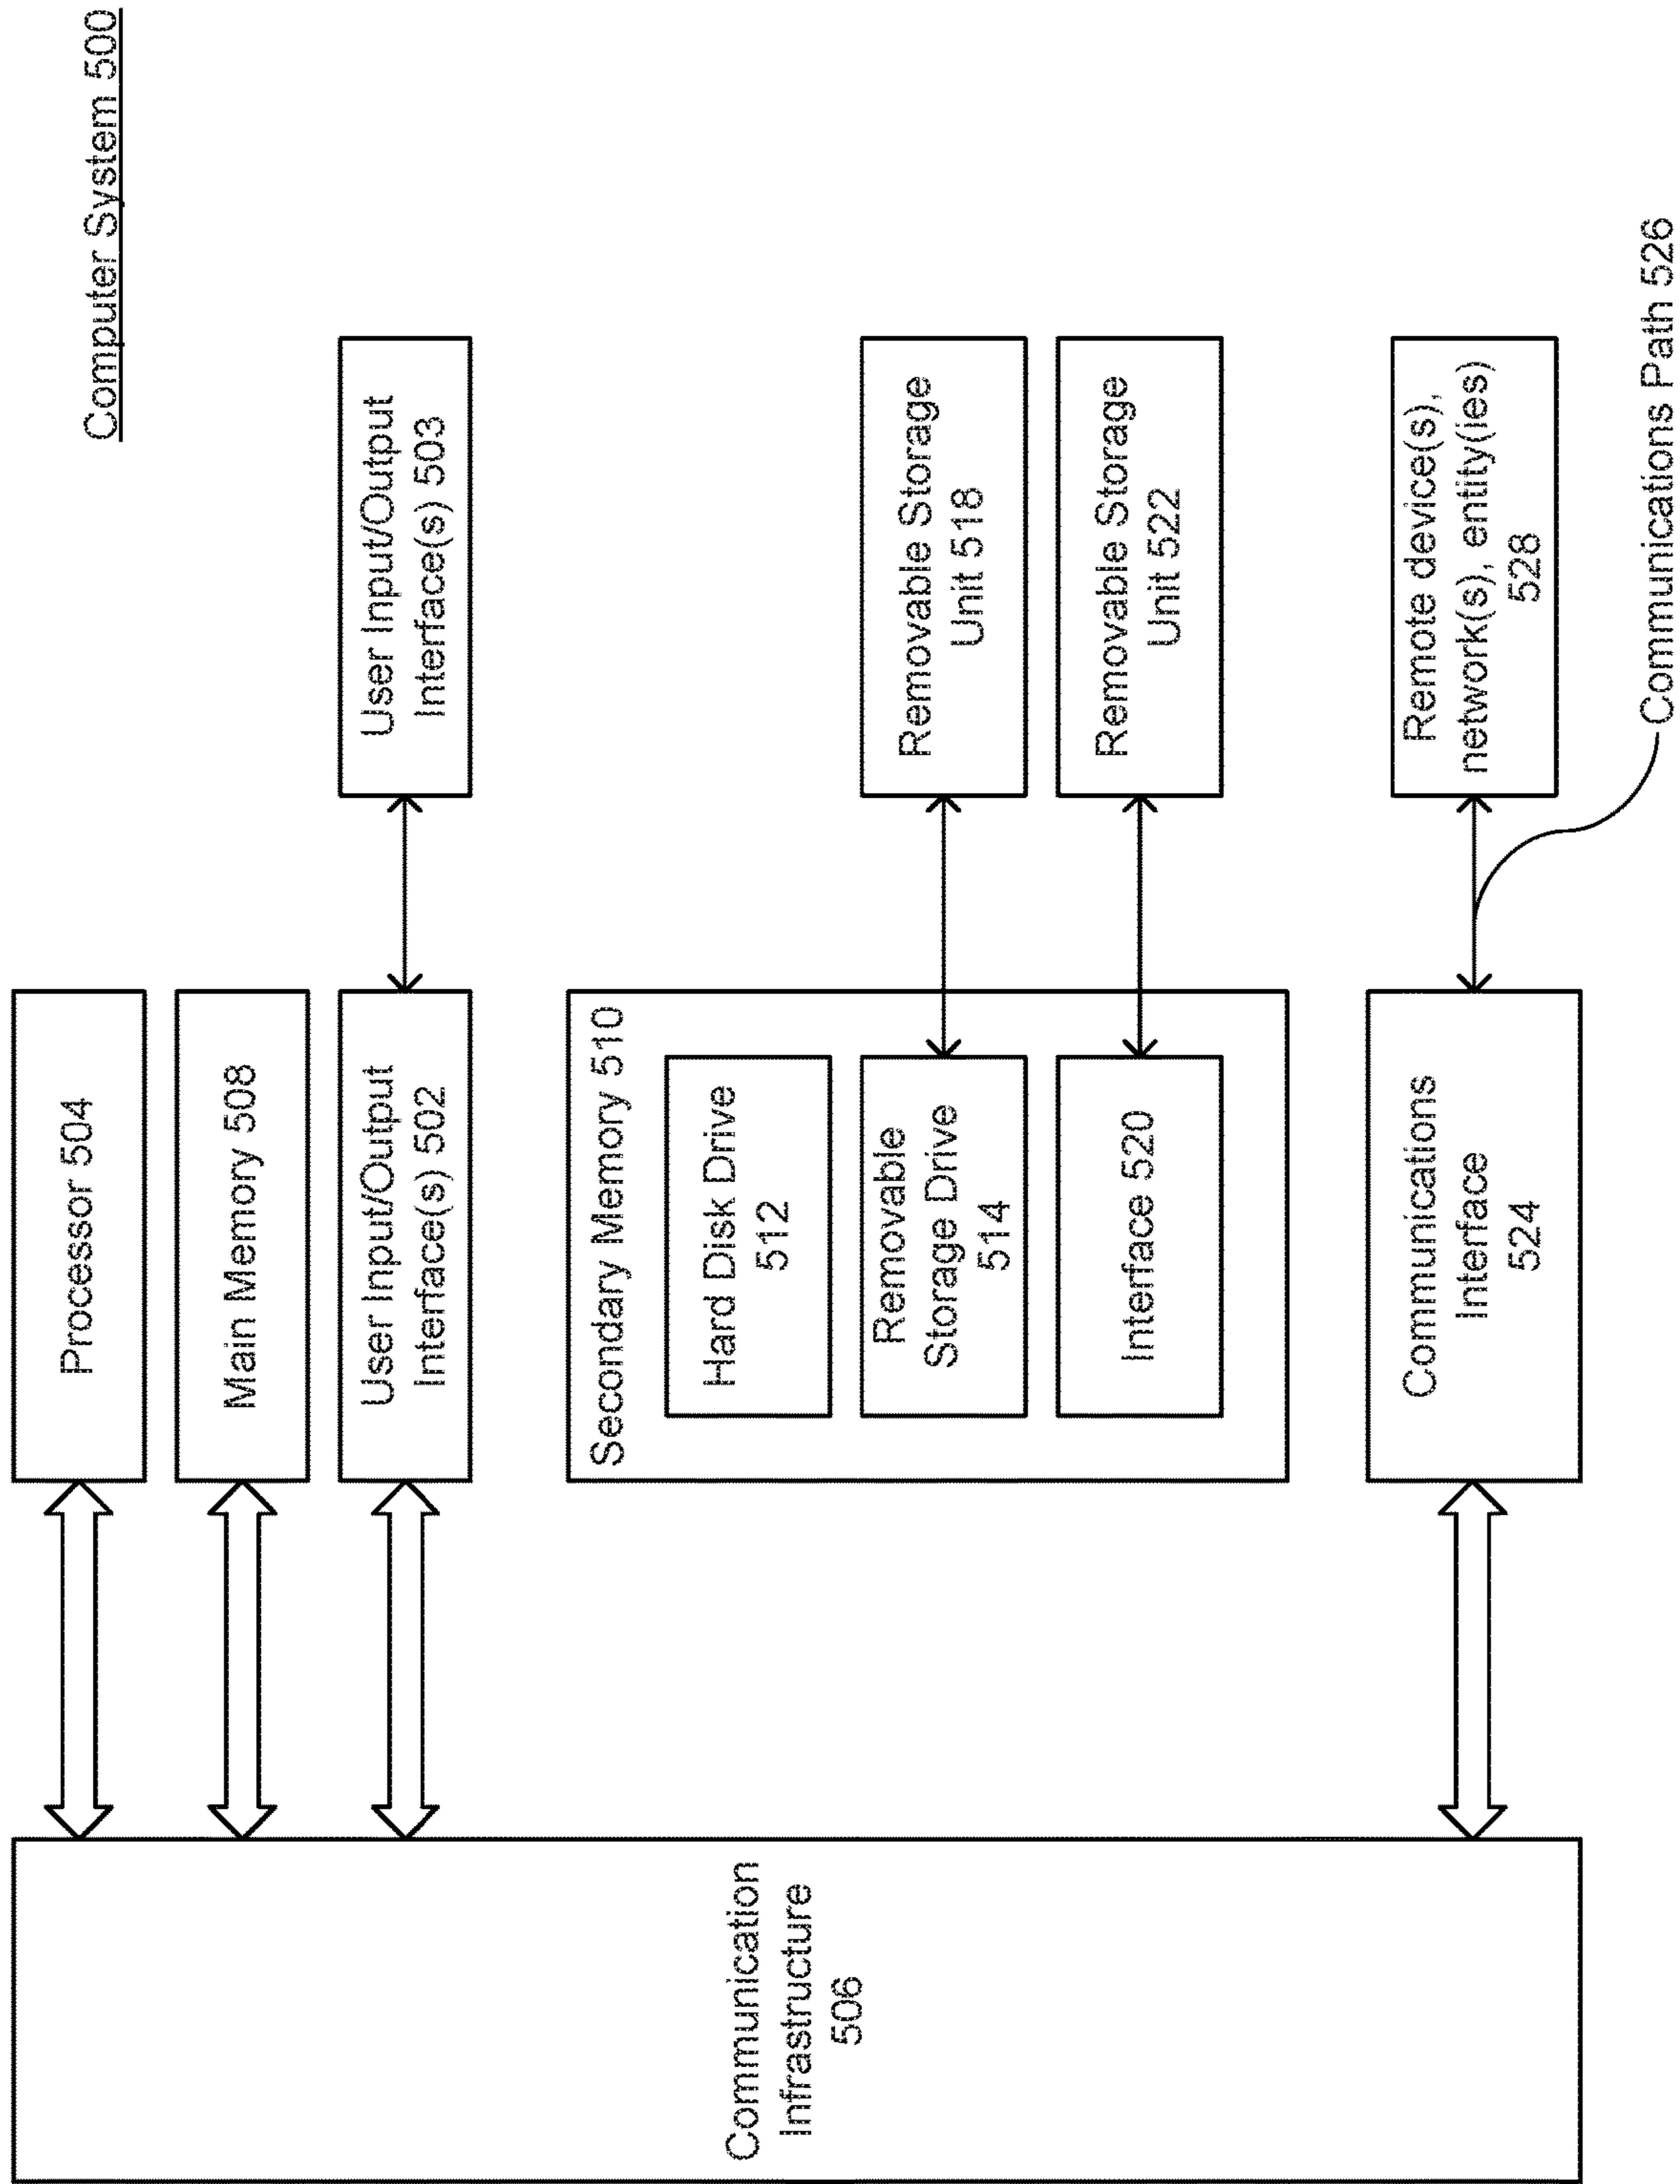 Computer System 500
Processor 504
Main Memory 508
User Input/Output
Interface(s) 502
User Input/Output
Interface(s) 503
Communication
Infrastructure
506
Secondary Memory 510
Hard Disk Drive
512
Removable
Storage Drive
514
Interface 520
Removable Storage
Unit 518
Removable Storage
Unit 522
Communications
Interface
524
Remote device(s),
network(s), entity(ies)
528
Communications Path 526